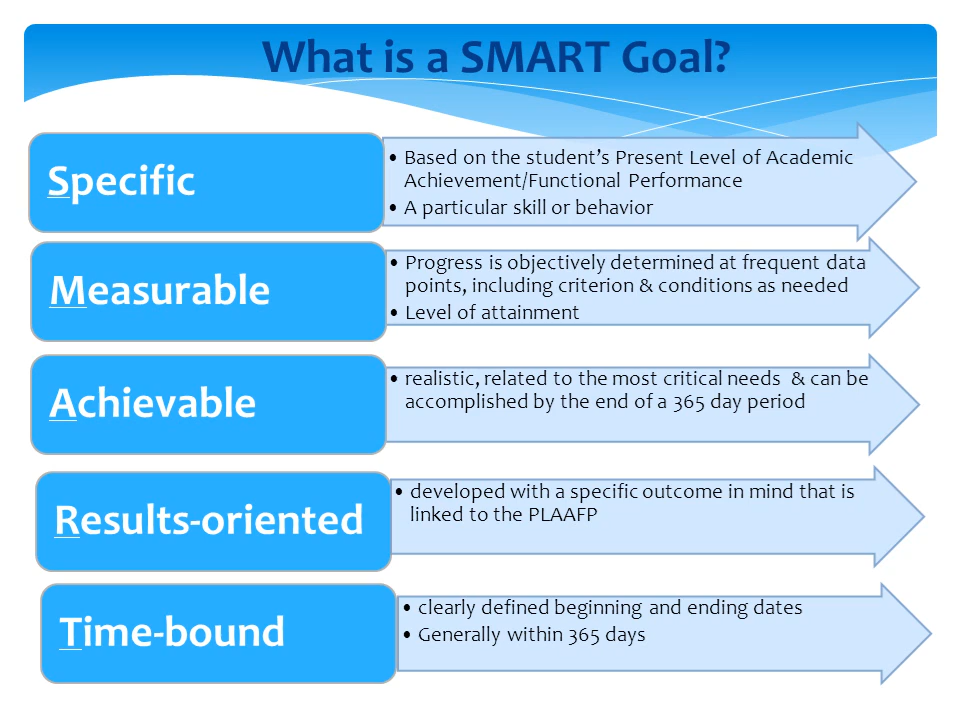 What is a SMART Goal?
Specific
• Based on the student's Present Level of Academic
Achievement/Functional Performance
• A particular skill or behavior
Measurable
• Progress is objectively determined at frequent data
points, including criterion & conditions as needed
• Level of attainment
Achievable
• realistic, related to the most critical needs & can be
accomplished by the end of a 365 day period
Results-oriented
• developed with a specific outcome in mind that is
linked to the PLAAFP
Time-bound
• clearly defined beginning and ending dates
• Generally within 365 days